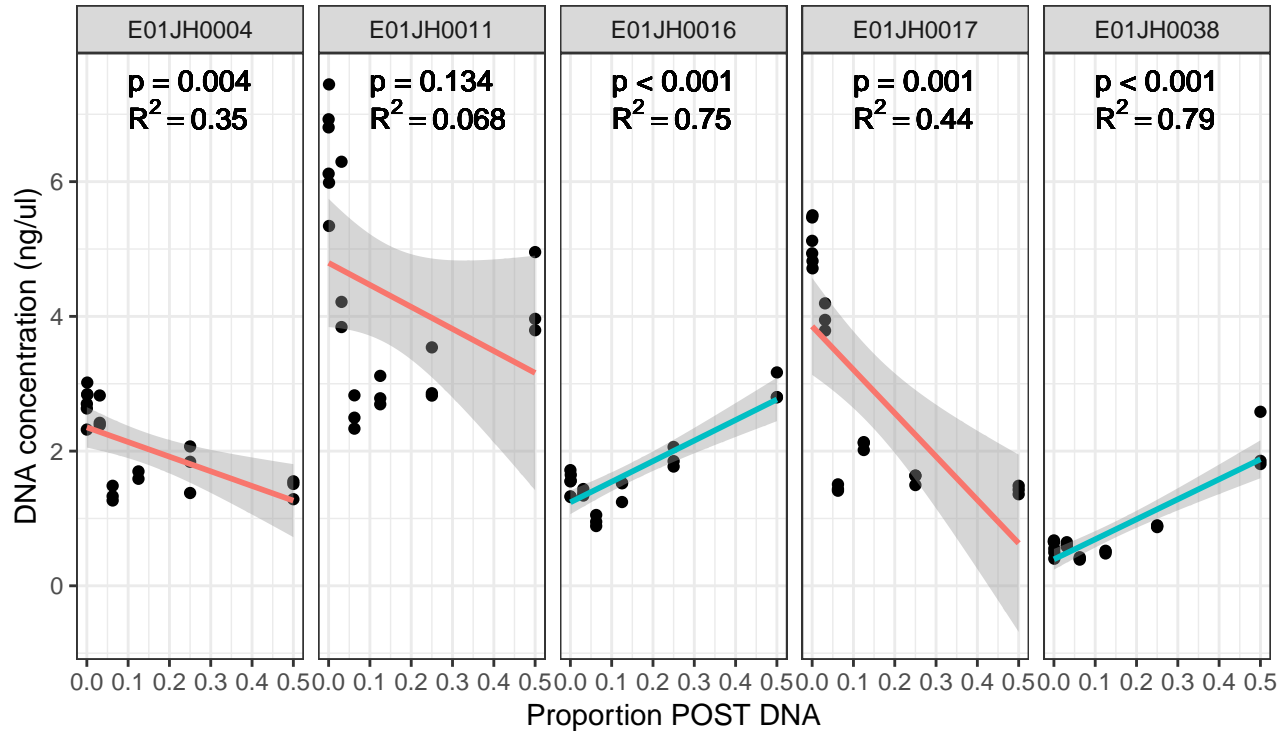 E01JH0004 E01JH0011 E01JH0016 E01JH0017 E01JH0038
p = 0.004 p = 0.134 p < 0.001 p = 0.001 p < 0.001
R² = 0.35 R² = 0.068 R² = 0.75 R² = 0.44 R² = 0.79
6
4
2
0
DNA concentration (ng/ul)
0.0 0.1 0.2 0.3 0.4 0.5 0.0 0.1 0.2 0.3 0.4 0.5 0.0 0.1 0.2 0.3 0.4 0.5 0.0 0.1 0.2 0.3 0.4 0.5 0.0 0.1 0.2 0.3 0.4 0.5
Proportion POST DNA